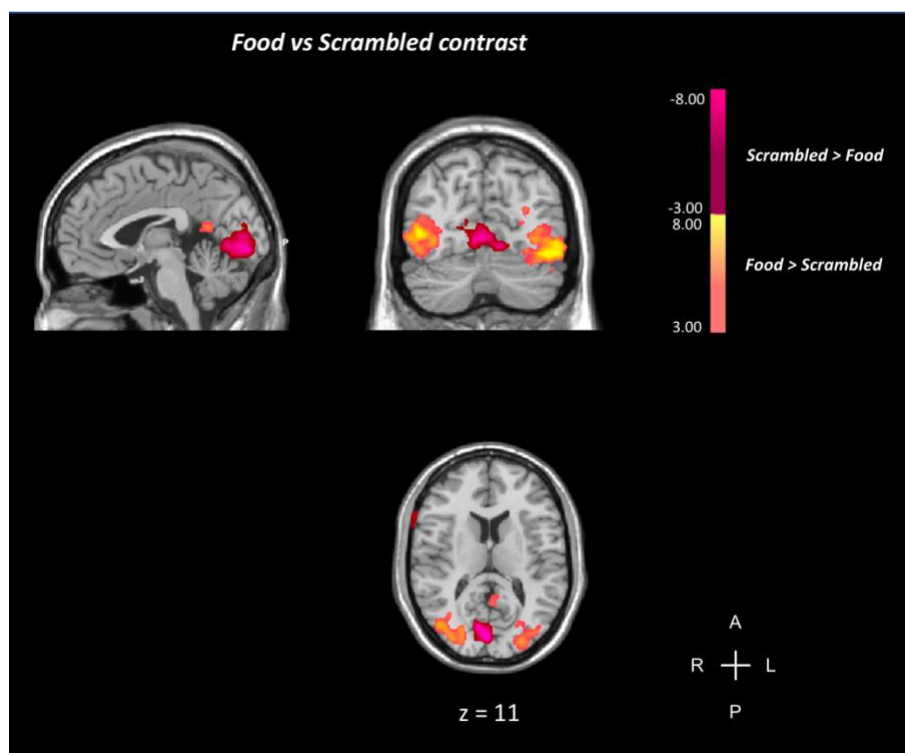 Food vs Scrambled contrast
-8.00
Scrambled > Food
-3.00
8.00
Food > Scrambled
3.00
P
A
R L
P
z = 11